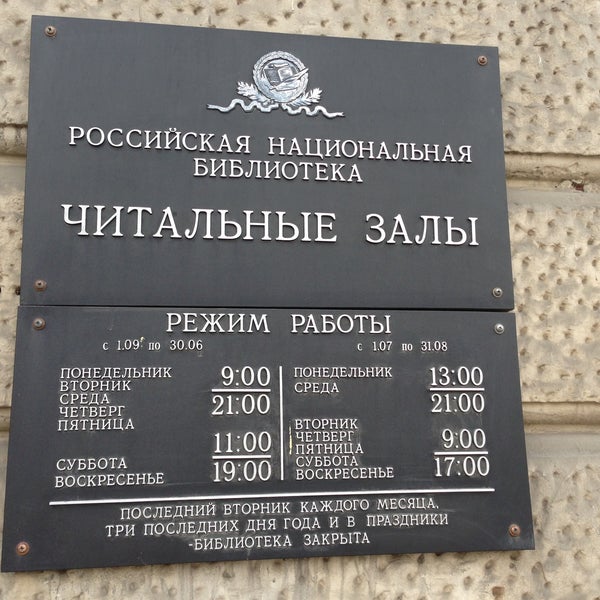 РОССИЙСКАЯ НАЦИОНАЛЬНАЯ
БИБЛИОТЕКА
ЧИТАЛЬНЫЕ ЗАЛЫ
РЕЖИМ РАБОТЫ
с 1.09. по 30.06
ПОНЕДЕЛЬНИК
ВТОРНИК
СРЕДА
ЧЕТВЕРГ
ПЯТНИЦА
9:00
21:00
СУББОТА
ВОСКРЕСЕНЬЕ
11:00
19:00
с 1.07 по 31.08
ПОНЕДЕЛЬНИК
СРЕДА
13:00
21:00
ВТОРНИК
ЧЕТВЕРГ
ПЯТНИЦА
СУББОТА
ВОСКРЕСЕНЬЕ
9:00
17:00
ПОСЛЕДНИЙ ВТОРНИК КАЖДОГО МЕСЯЦА,
ТРИ ПОСЛЕДНИХ ДНЯ ГОДА И В ПРАЗДНИКИ
-БИБЛИОТЕКА ЗАКРЫТА